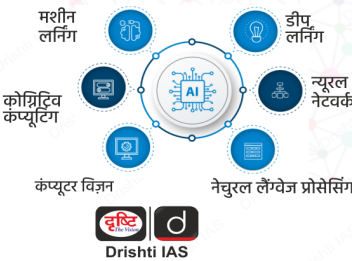 मशीन
लर्निंग
डीप
लर्निंग
AI
कोग्निटिव
कंप्यूटिंग
न्यूरल
नेटवर्क
कंप्यूटर विज़न
नेचुरल लैंग्वेज प्रोसेसिंग
दृष्टि
The Vision
Drishti IAS